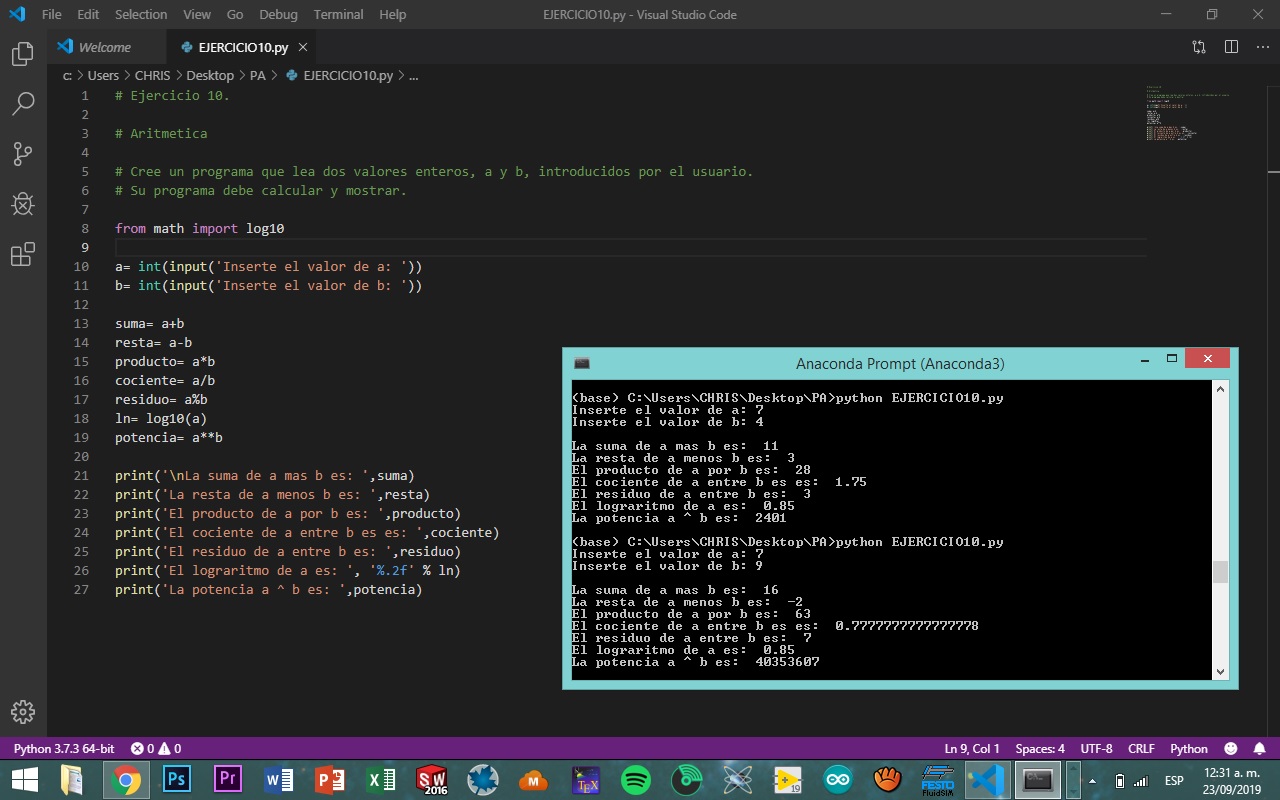 File Edit Selection View Go Debug Terminal Help
EJERCICIO10.py - Visual Studio Code
Welcome
EJERCICIO10.py
C: > Users > CHRIS > Desktop > PA > EJERCICIO10.py > ...
1 # Ejercicio 10.
2
3 # Aritmetica
4
5 # Cree un programa que lea dos valores enteros, a y b, introducidos por el usuario.
6 # Su programa debe calcular y mostrar.
7
8 from math import log10
9
10 a= int(input('Inserte el valor de a: '))
11 b= int(input('Inserte el valor de b: '))
12
13 suma= a+b
14 resta= a-b
15 producto= a*b
16 cociente= a/b
17 residuo= a%b
18 ln= log10(a)
19 potencia= a**b
20
21 print('\nLa suma de a mas b es: ',suma)
22 print('La resta de a menos b es: ',resta)
23 print('El producto de a por b es: ',producto)
24 print('El cociente de a entre b es es: ',cociente)
25 print('El residuo de a entre b es: ',residuo)
26 print('El lograritmo de a es: ', '%.2f' % ln)
27 print('La potencia a ^ b es: ',potencia)
Anaconda Prompt (Anaconda3)
(base) C:\Users\CHRIS\Desktop\PA>python EJERCICIO10.py
Inserte el valor de a: 7
Inserte el valor de b: 4
La suma de a mas b es:  11
La resta de a menos b es:  3
El producto de a por b es:  28
El cociente de a entre b es es:  1.75
El residuo de a entre b es:  3
El lograritmo de a es:  0.85
La potencia a ^ b es:  2401
(base) C:\Users\CHRIS\Desktop\PA>python EJERCICIO10.py
Inserte el valor de a: 7
Inserte el valor de b: 9
La suma de a mas b es:  16
La resta de a menos b es:  -2
El producto de a por b es:  63
El cociente de a entre b es es:  0.7777777777777778
El residuo de a entre b es:  7
El lograritmo de a es:  0.85
La potencia a ^ b es:  40353607
Python 3.7.3 64-bit 0 0
Ln 9, Col 1 Spaces: 4 UTF-8 CRLF Python
Ps Pr SW 2016 M TEX 19 FESTO FluidSIM
ESP
12:31 a. m.
23/09/2019